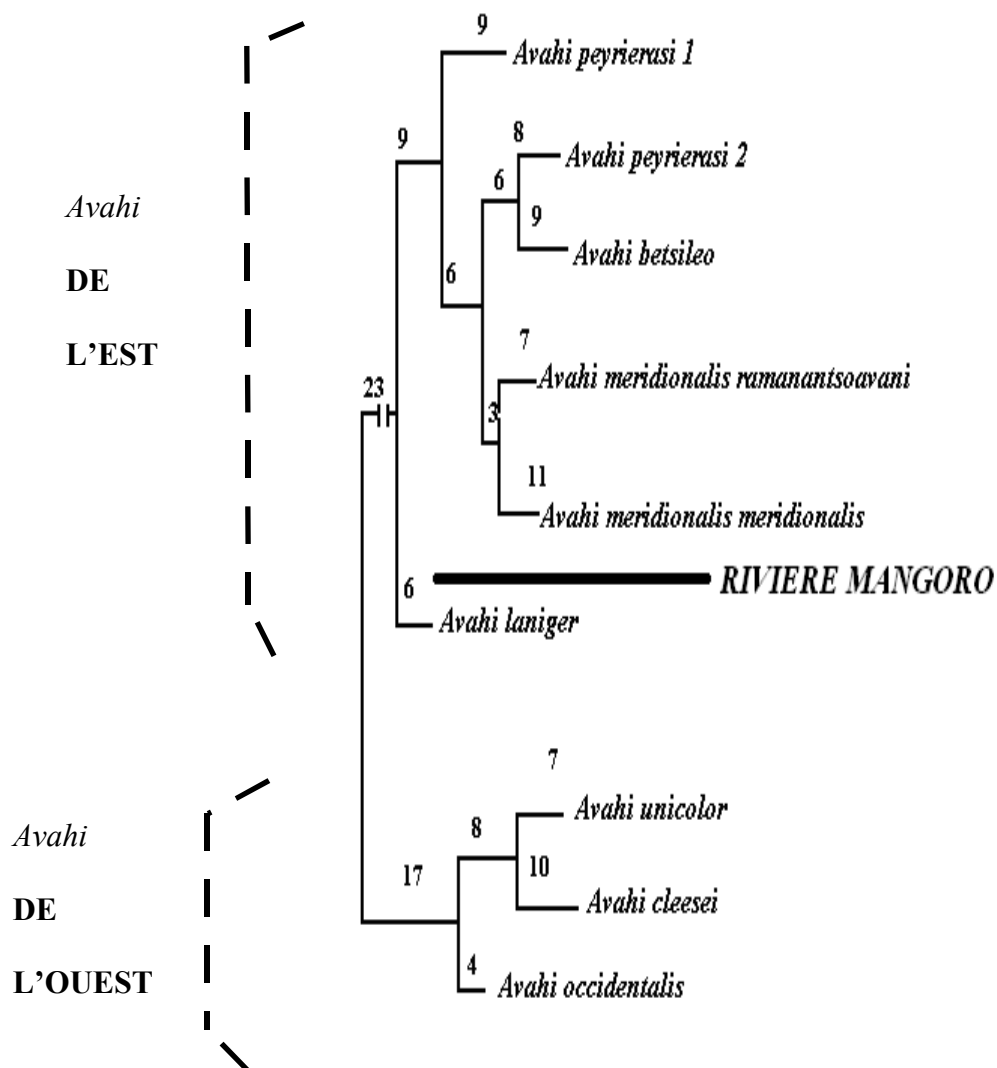 9
Avahi peyrierasi 1
9
8
Avahi peyrierasi 2
6
9
Avahi betsileo
Avahi
DE
L’EST
6
7
Avahi meridionalis ramanantsoavani
23
3
11
Avahi meridionalis meridionalis
RIVIERE MANGORO
6
Avahi laniger
7
Avahi unicolor
8
10
Avahi cleesei
17
4
Avahi occidentalis
Avahi
DE
L’OUEST